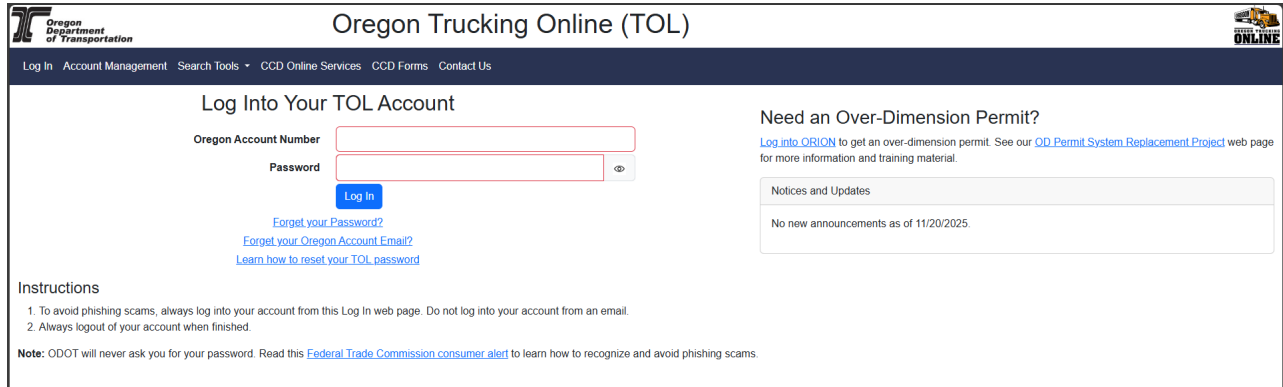 Oregon
Department
of Transportation
Oregon Trucking Online (TOL)
OREGON TRUCKING
ONLINE
Log In Account Management Search Tools CCD Online Services CCD Forms Contact Us
Log Into Your TOL Account
Oregon Account Number
Password
Log In
Forget your Password?
Forget your Oregon Account Email?
Learn how to reset your TOL password
Need an Over-Dimension Permit?
Log into ORION to get an over-dimension permit. See our OD Permit System Replacement Project web page
for more information and training material.
Notices and Updates
No new announcements as of 11/20/2025.
Instructions
1. To avoid phishing scams, always log into your account from this Log In web page. Do not log into your account from an email.
2. Always logout of your account when finished.
Note: ODOT will never ask you for your password. Read this Federal Trade Commission consumer alert to learn how to recognize and avoid phishing scams.